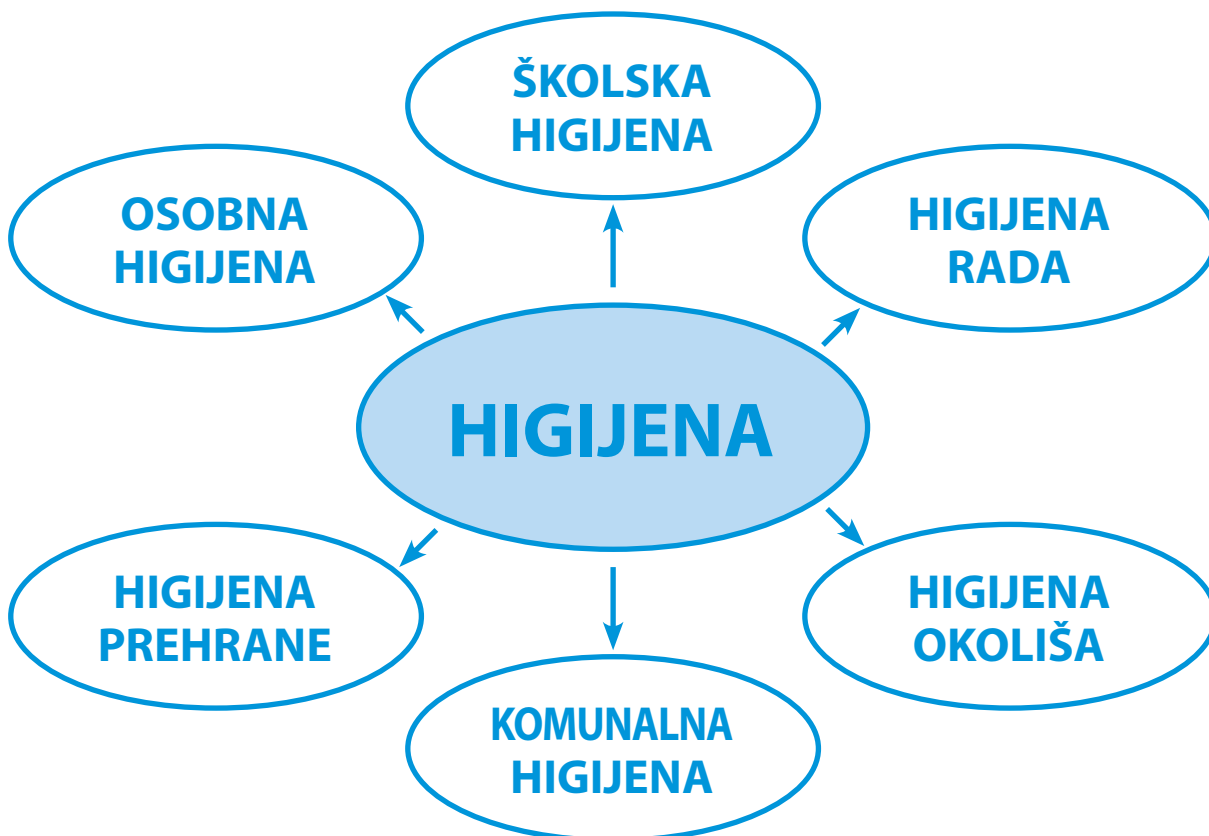 ŠKOLSKA
HIGIJENA
OSOBNA
HIGIJENA
HIGIJENA
RADA
HIGIJENA
HIGIJENA
PREHRANE
HIGIJENA
OKOLIŠA
KOMUNALNA
HIGIJENA